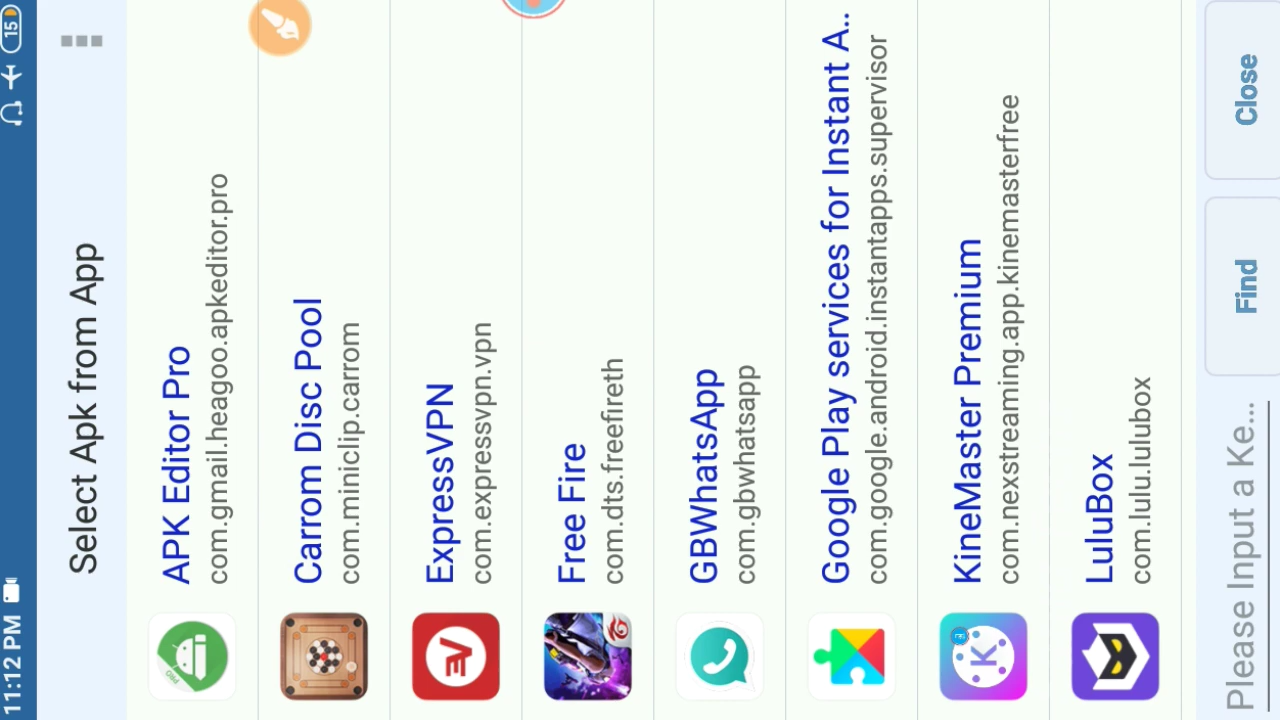 11:12 PM
15
Select Apk from App
APK Editor Pro
com.gmail.heagoo.apkeditor.pro
Carrom Disc Pool
com.miniclip.carrom
ExpressVPN
com.expressvpn.vpn
Free Fire
com.dts.freefireth
GBWhatsApp
com.gbwhatsapp
Google Play services for Instant A..
com.google.android.instantapps.supervisor
KineMaster Premium
com.nexstreaming.app.kinemasterfree
LuluBox
com.lulu.lulubox
Please Input a Ke...
Find
Close